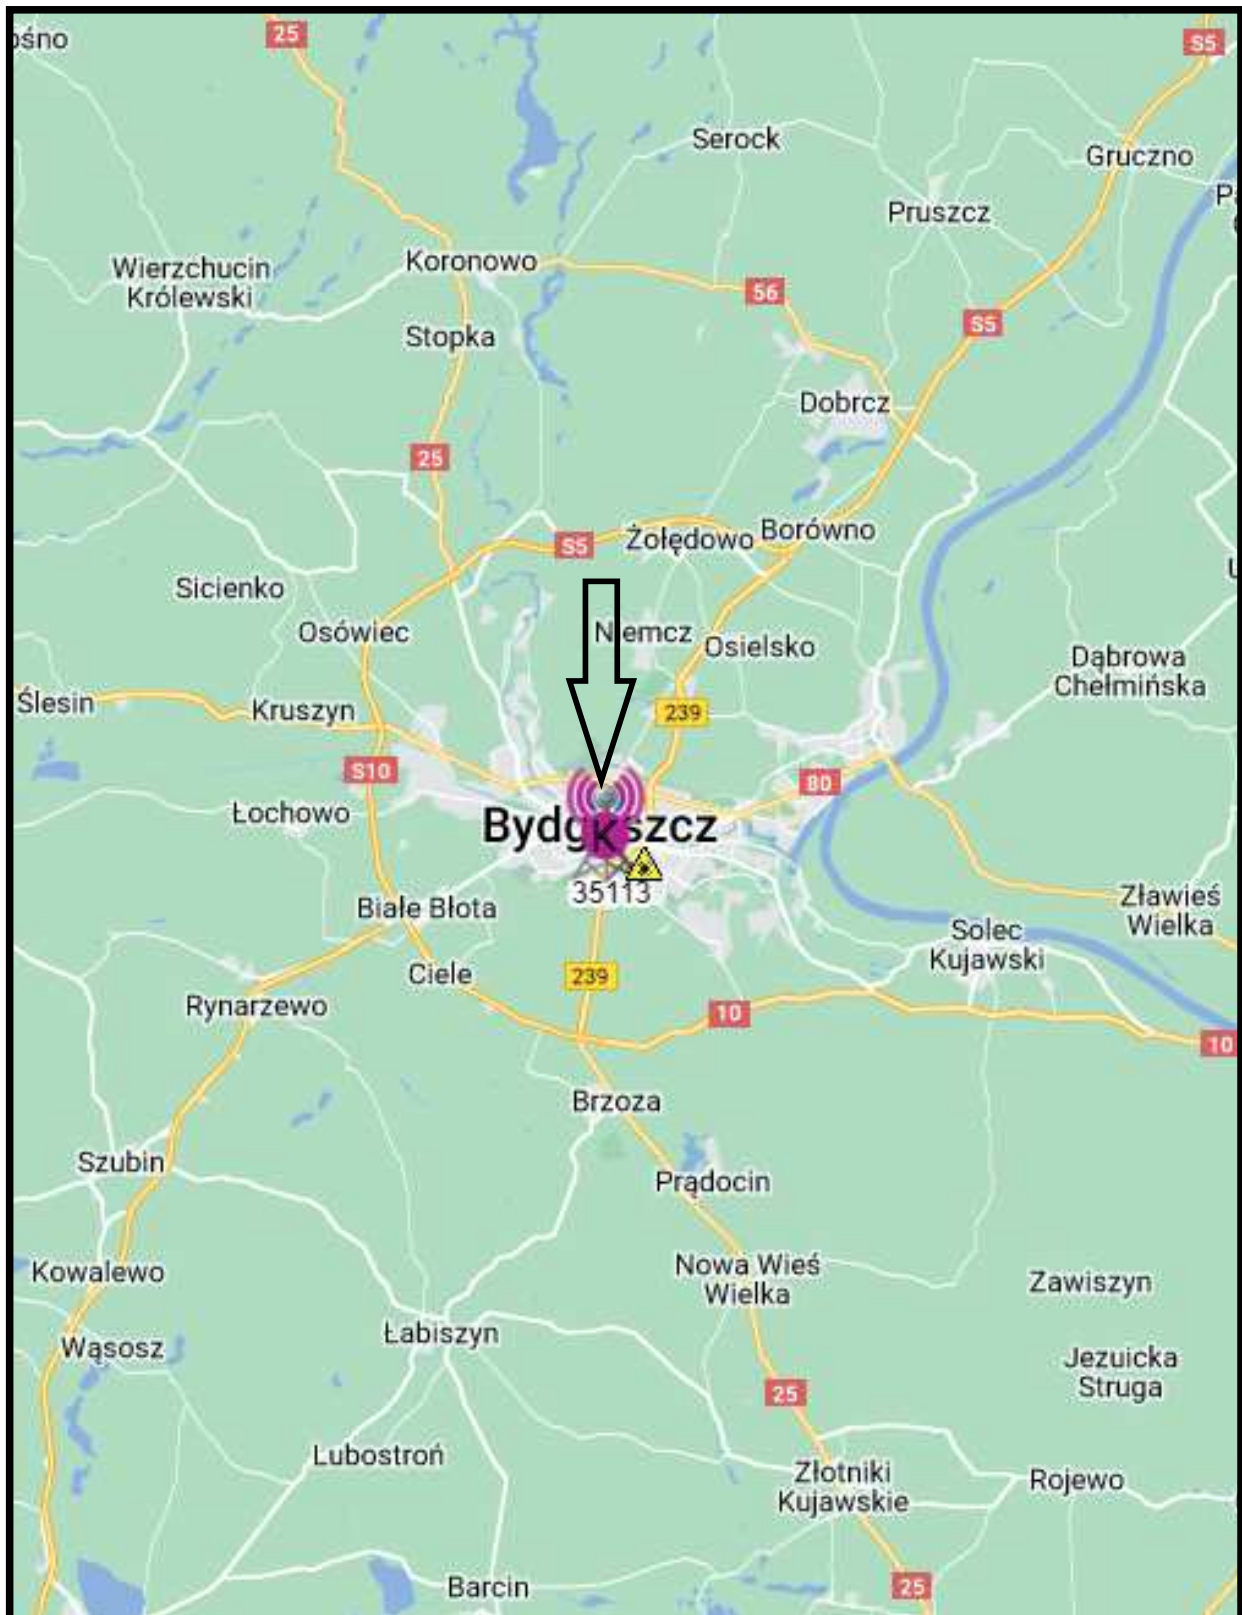 25
S5
Serock
Gruczno
Pruszcz
Wierzchucin
Królewski
Koronowo
56
S5
Stopka
Dobrcz
25
S5
Żołędowo
Borówno
Sicienko
Osówiec
Niemcz
Osielsko
Dąbrowa
Chełmińska
Ślesin
Kruszyn
239
S10
80
Łochowo
Bydgoszcz
K
35113
Białe Błota
Zławieś
Wielka
Solec
Kujawski
Ciele
239
Rynarzewo
10
10
Brzoza
Szubin
Prądocin
Kowalewo
Nowa Wieś
Wielka
Zawiszyn
Wąsosz
Łabiszyn
Jezuicka
Struga
25
Lubostroń
Złotniki
Kujawskie
Rojewo
Barcin
25